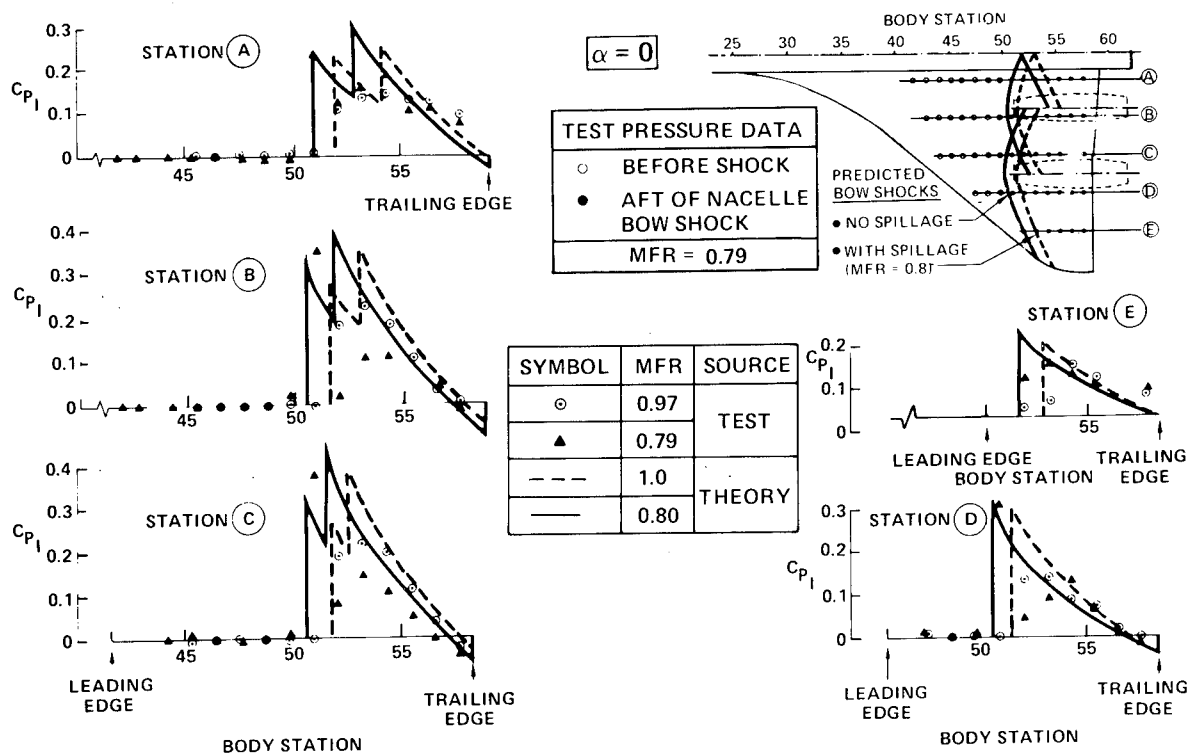 STATION A
0.3
0.2
0.1
0
C P I
45
50
55
TRAILING EDGE
α = 0
BODY STATION
25
30
35
40
45
50
55
60
A
B
C
D
E
PREDICTED
BOW SHOCKS
● NO SPILLAGE
● WITH SPILLAGE
(MFR = 0.8)
TEST PRESSURE DATA
○ BEFORE SHOCK
● AFT OF NACELLE
BOW SHOCK
MFR = 0.79
STATION B
0.4
0.3
0.2
0.1
0
C P I
45
50
55
SYMBOL MFR SOURCE
0.97
TEST
0.79
1.0
THEORY
0.80
STATION E
0.2
0.1
0
C P I
55
LEADING EDGE
TRAILING
EDGE
BODY STATION
STATION C
0.4
0.3
0.2
0.1
0
C P I
45
50
55
LEADING
EDGE
TRAILING
EDGE
BODY STATION
STATION D
0.3
0.2
0.1
0
C P I
50
55
LEADING
EDGE
TRAILING
EDGE
BODY STATION